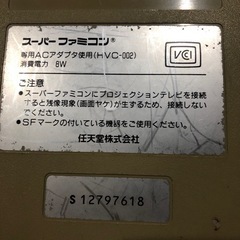 スーパーファミコン
専用ACアダプタ使用(HVC-002)
消費電力 8W
VCI
ご注意
●スーパーファミコンにプロジェクションテレビを接続
すると残像現象(画面ヤケ)が生ずるため、接続しない
でください。
●SFマークの付いている機器をご使用ください。
任天堂株式会社
S12797618